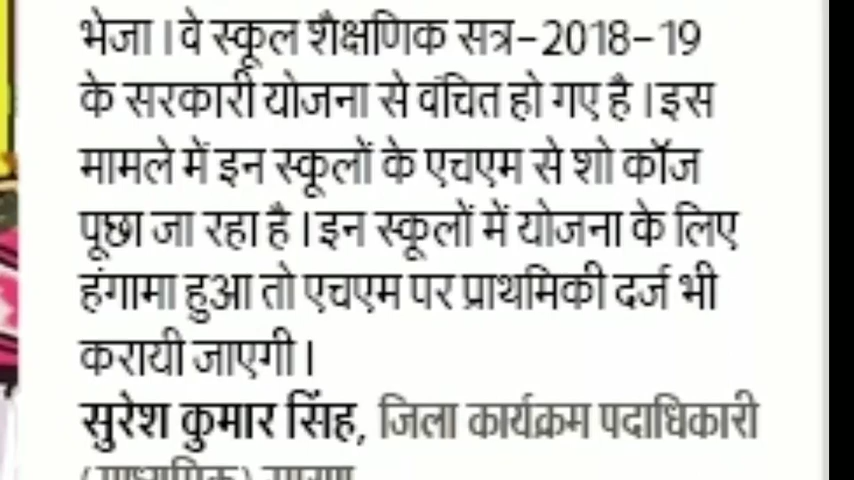 भेजा । वे स्कूल शैक्षणिक सत्र-2018-19
के सरकारी योजना से वंचित हो गए है । इस
मामले में इन स्कूलों के एचएम से शो कॉज
पूछा जा रहा है । इन स्कूलों में योजना के लिए
हंगामा हुआ तो एचएम पर प्राथमिकी दर्ज भी
करायी जाएगी ।
सुरेश कुमार सिंह, जिला कार्यक्रम पदाधिकारी